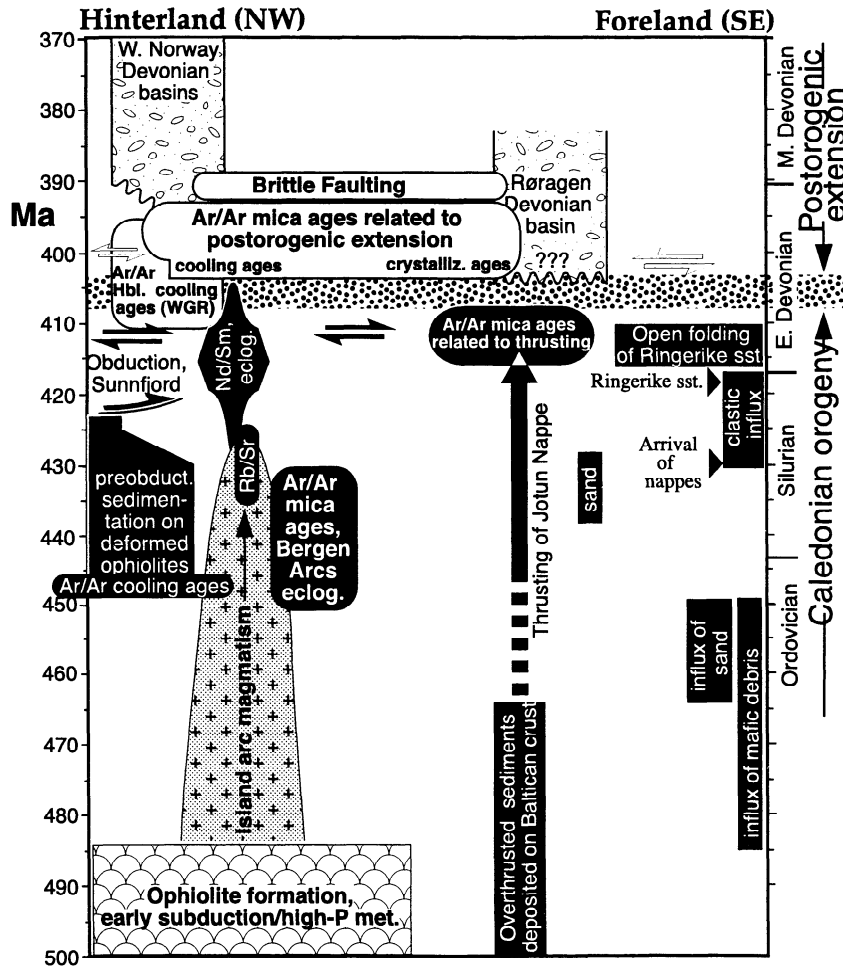 Hinterland (NW)
Foreland (SE)
370
380
390
Ma
400
410
420
430
440
450
460
470
480
490
500
W. Norway
Devonian
basins
Brittle Faulting
Røragen
Devonian
basin
???
Ar/Ar mica ages related to
postorogenic extension
cooling ages
crystalliz. ages
Ar/Ar
Hbl. cooling
ages (WGR)
Nd/Sm,
eclog.
Ar/Ar mica ages
related to thrusting
Open folding
of Ringerike sst.
Obduction,
Sunnfjord
Ringerike sst.
clastic
influx
Arrival
of
nappes
Rb/Sr
preobduct.
sedimen-
tation on
deformed
ophiolites
Ar/Ar cooling ages
Ar/Ar
mica
ages,
Bergen
Arcs
eclog.
sand
Thrusting of Jotun Nappe
Island arc magmatism
influx of
sand
influx of mafic debris
Overthrusted sediments
deposited on Baltican crust
Ophiolite formation,
early subduction/high-P met.
M. Devonian
E. Devonian
Silurian
Ordovician
Postorogenic
extension
Caledonian orogeny